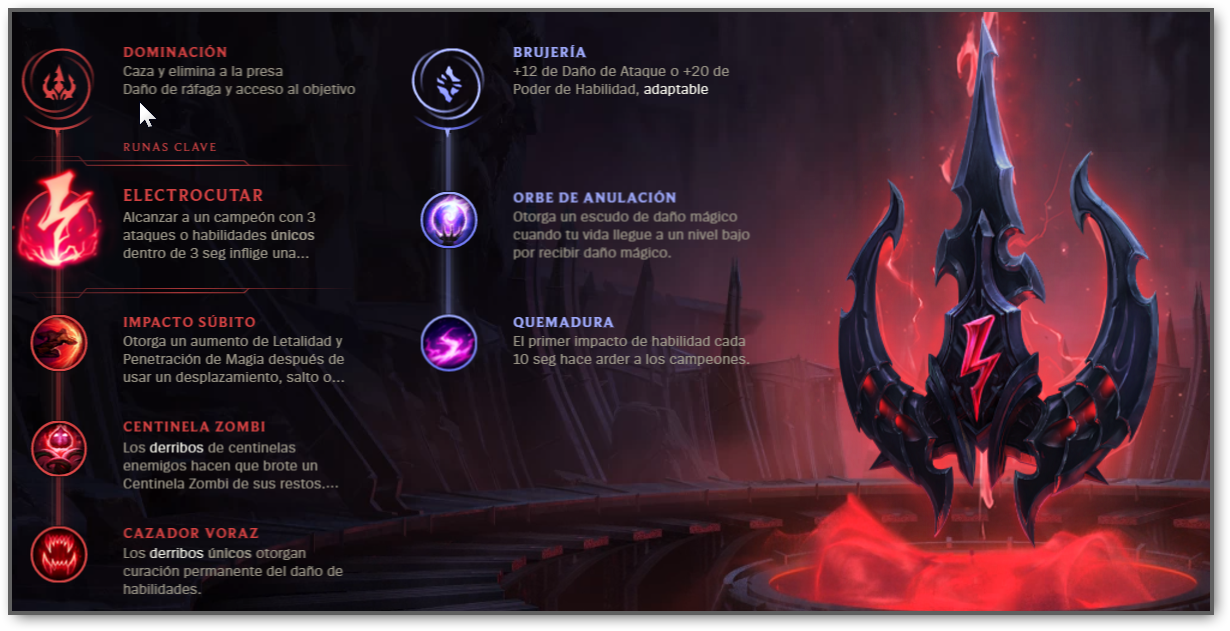 DOMINACIÓN
Caza y elimina a la presa
Daño de ráfaga y acceso al objetivo
RUNAS CLAVE
ELECTROCUTAR
Alcanzar a un campeón con 3
ataques o habilidades únicos
dentro de 3 seg inflige una...
IMPACTO SÚBITO
Otorga un aumento de Letalidad y
Penetración de Magia después de
usar un desplazamiento, salto o...
CENTINELA ZOMBI
Los derribos de centinelas
enemigos hacen que brote un
Centinela Zombi de sus restos,...
CAZADOR VORAZ
Los derribos únicos otorgan
curación permanente del daño de
habilidades.
BRUJERÍA
+12 de Daño de Ataque o +20 de
Poder de Habilidad, adaptable
ORBE DE ANULACIÓN
Otorga un escudo de daño mágico
cuando tu vida llegue a un nivel bajo
por recibir daño mágico.
QUEMADURA
El primer impacto de habilidad cada
10 seg hace arder a los campeones.